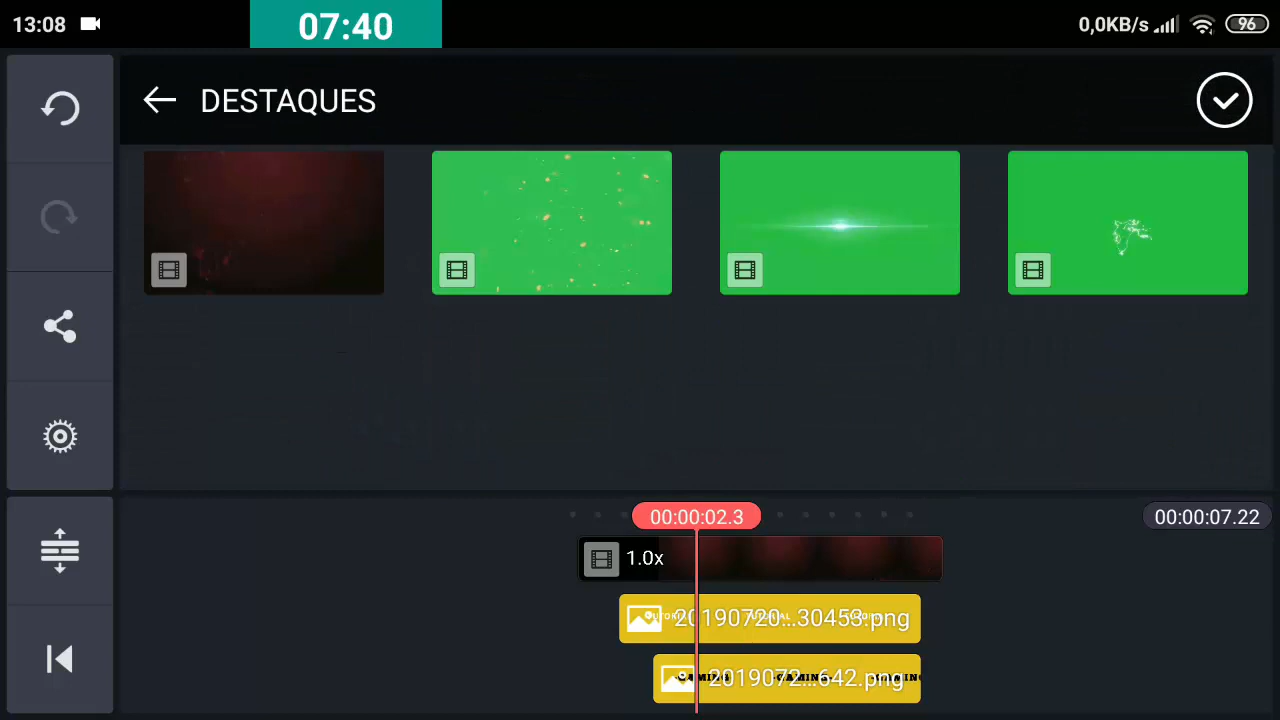 13:08
07:40
0,0KB/s
96
DESTAQUES
00:00:02.3
00:00:07.22
1.0x
20190720...30453.png
2019072...642.png